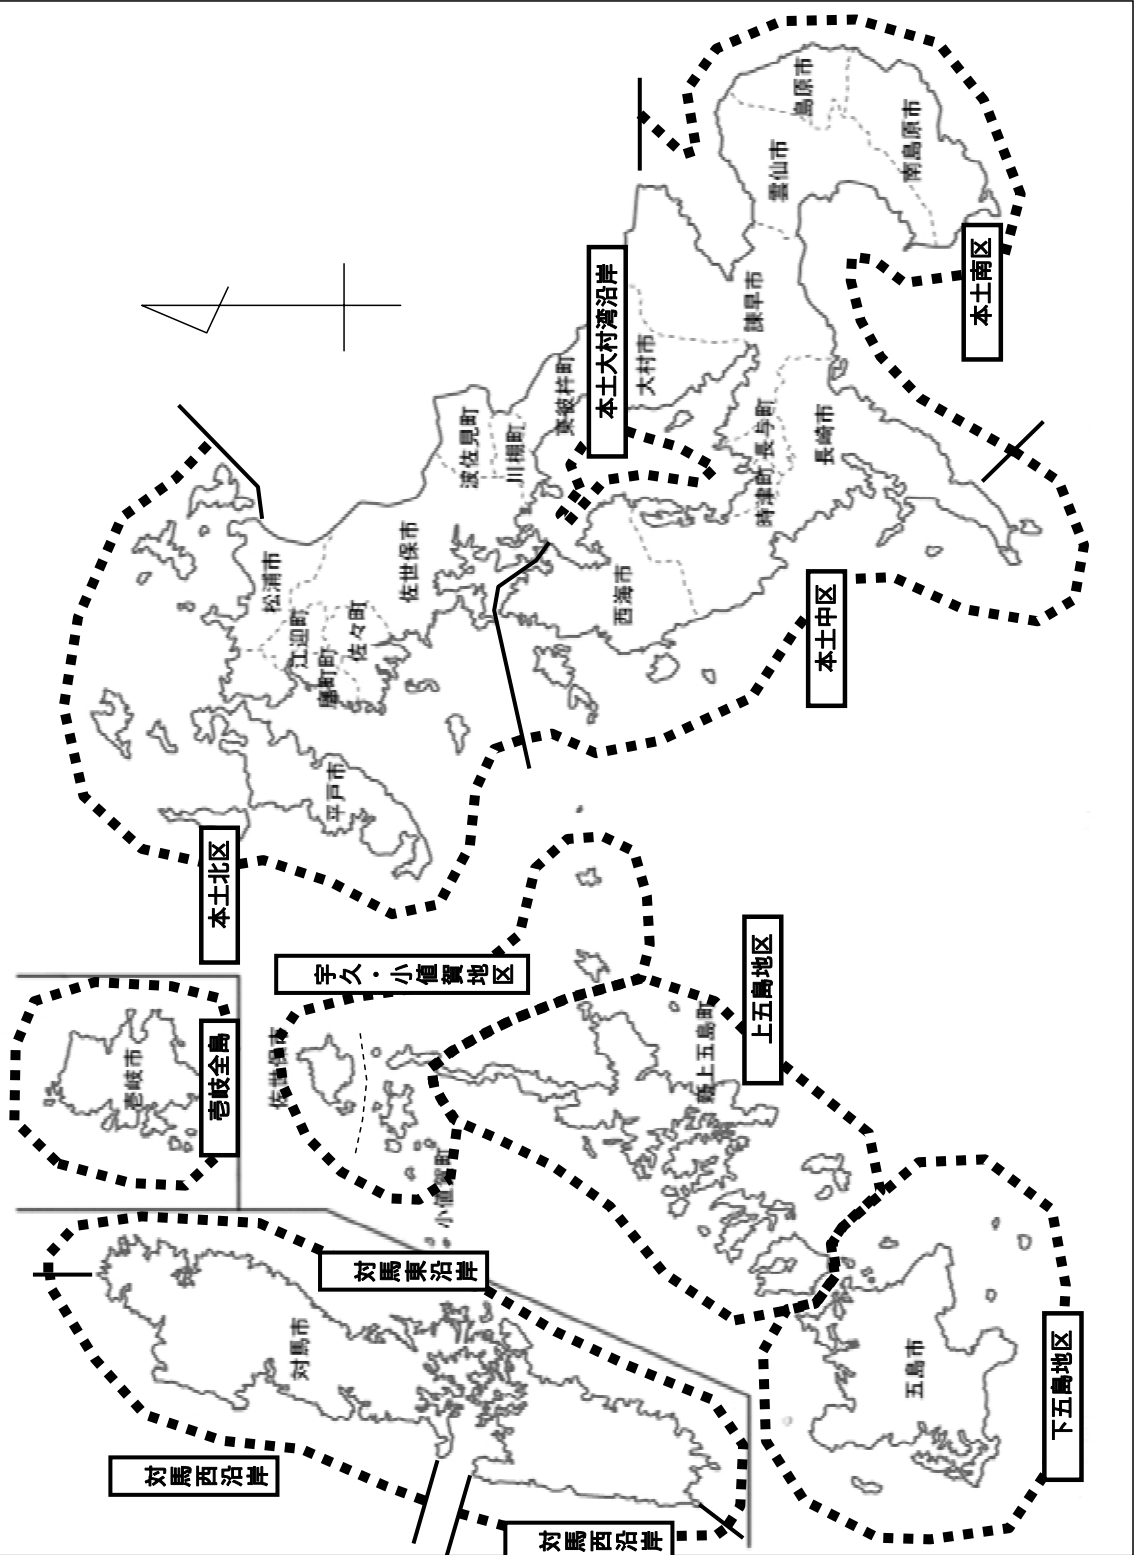 対馬西沿岸
対馬西沿岸
対馬東沿岸
対馬市
壱岐全島
壱岐市
宇久・小値賀地区
佐世保市
小値賀町
上五島地区
新上五島町
下五島地区
五島市
本土北区
平戸市
松浦市
江迎町
鹿町町
佐々町
佐世保市
波佐見町
川棚町
東彼杵町
本土大村湾沿岸
大村市
本土中区
西海市
時津町
長与町
長崎市
諫早市
本土南区
雲仙市
島原市
南島原市